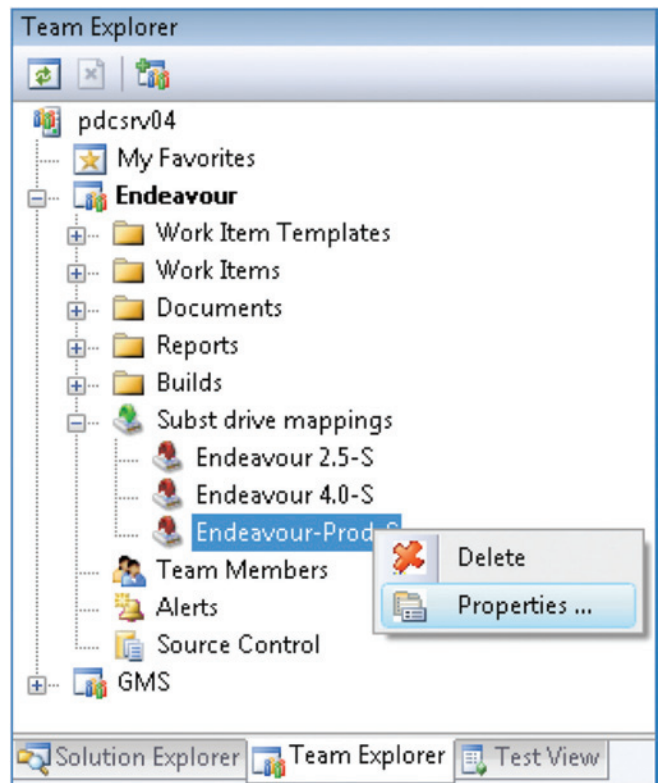 Team Explorer
pdcsrv04
My Favorites
Endeavour
Work Item Templates
Work Items
Documents
Reports
Builds
Subst drive mappings
Endeavour 2.5-S
Endeavour 4.0-S
Endeavour-Prod-S
Delete
Team Members
Properties ...
Alerts
Source Control
GMS
Solution Explorer Team Explorer Test View